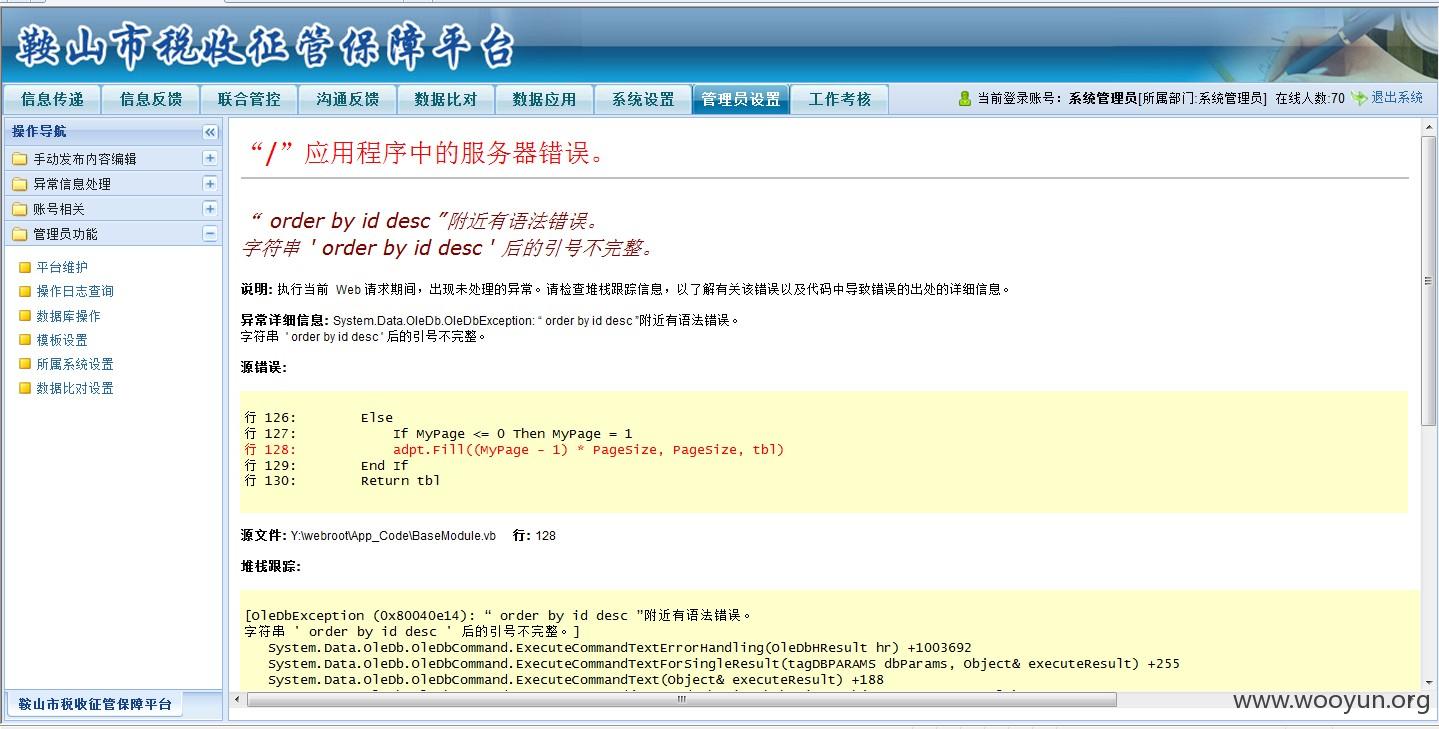 鞍山市税收征管保障平台
信息传递 信息反馈 联合管控 沟通反馈 数据比对 数据应用 系统设置 管理员设置 工作考核 当前登录账号：系统管理员[所属部门:系统管理员] 在线人数:70 退出系统
操作导航
手动发布内容编辑
异常信息处理
账号相关
管理员功能
平台维护
操作日志查询
数据库操作
模板设置
所属系统设置
数据比对设置
鞍山市税收征管保障平台
“/”应用程序中的服务器错误。
“ order by id desc ”附近有语法错误。
字符串 ' order by id desc ' 后的引号不完整。
说明: 执行当前 Web 请求期间，出现未处理的异常。请检查堆栈跟踪信息，以了解有关该错误以及代码中导致错误的出处的详细信息。
异常详细信息: System.Data.OleDb.OleDbException: “ order by id desc ”附近有语法错误。
字符串 ' order by id desc ' 后的引号不完整。
源错误:
行 126: Else
行 127: If MyPage <= 0 Then MyPage = 1
行 128: adpt.Fill((MyPage - 1) * PageSize, PageSize, tbl)
行 129: End If
行 130: Return tbl
源文件: Y:\webroot\App_Code\BaseModule.vb 行: 128
堆栈跟踪:
[OleDbException (0x80040e14): “ order by id desc ”附近有语法错误。
字符串 ' order by id desc ' 后的引号不完整。]
System.Data.OleDb.OleDbCommand.ExecuteCommandTextErrorHandling(OleDbHResult hr) +1003692
System.Data.OleDb.OleDbCommand.ExecuteCommandTextForSingleResult(tagDBPARAMS dbParams, Object& executeResult) +255
System.Data.OleDb.OleDbCommand.ExecuteCommandText(Object& executeResult) +188
www.wooyun.org